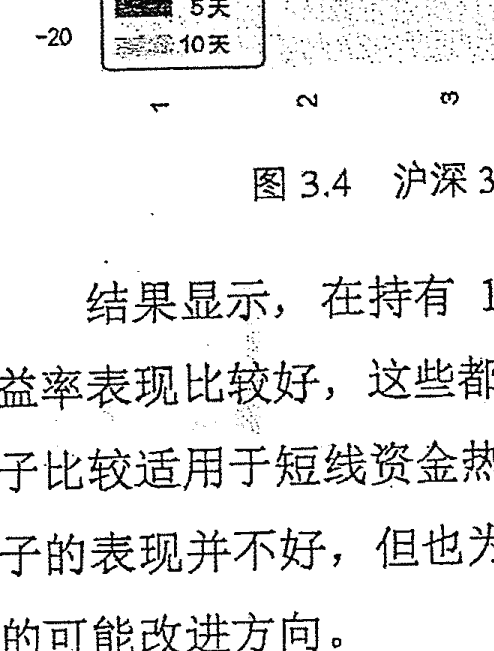 5天
-20
10天
1 2 3
图 3.4 沪深 3
结果显示，在持有 1
益率表现比较好，这些都
子比较适用于短线资金热
子的表现并不好，但也为
的可能改进方向。